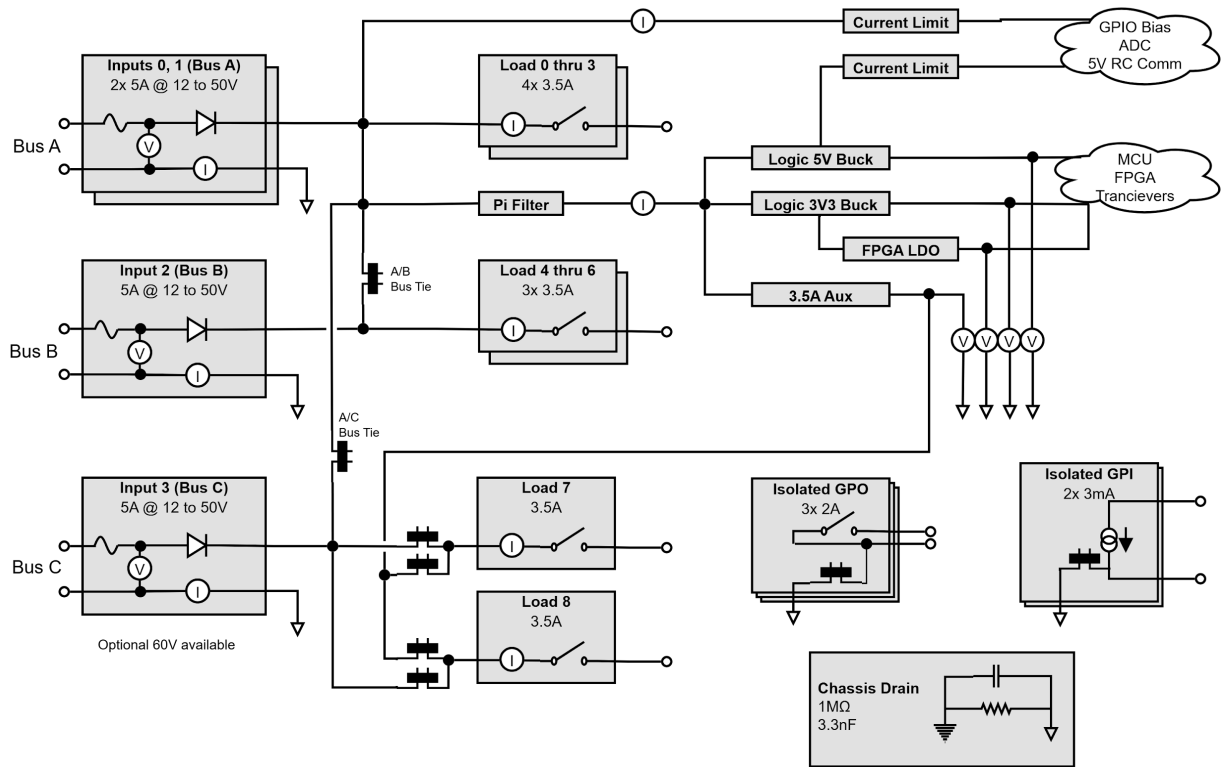 I
Current Limit
GPIO Bias
ADC
5V RC Comm
Inputs 0, 1 (Bus A)
2x 5A @ 12 to 50V
Load 0 thru 3
4x 3.5A
Current Limit
Bus A
V
I
I
Logic 5V Buck
MCU
FPGA
Trancievers
Pi Filter
I
Logic 3V3 Buck
FPGA LDO
Input 2 (Bus B)
5A @ 12 to 50V
A/B
Bus Tie
Load 4 thru 6
3x 3.5A
3.5A Aux
Bus B
V
I
I
V
V
V
V
A/C
Bus Tie
Input 3 (Bus C)
5A @ 12 to 50V
Load 7
3.5A
Isolated GPO
3x 2A
Isolated GPI
2x 3mA
Bus C
V
I
I
Load 8
3.5A
I
Optional 60V available
Chassis Drain
1MΩ
3.3nF